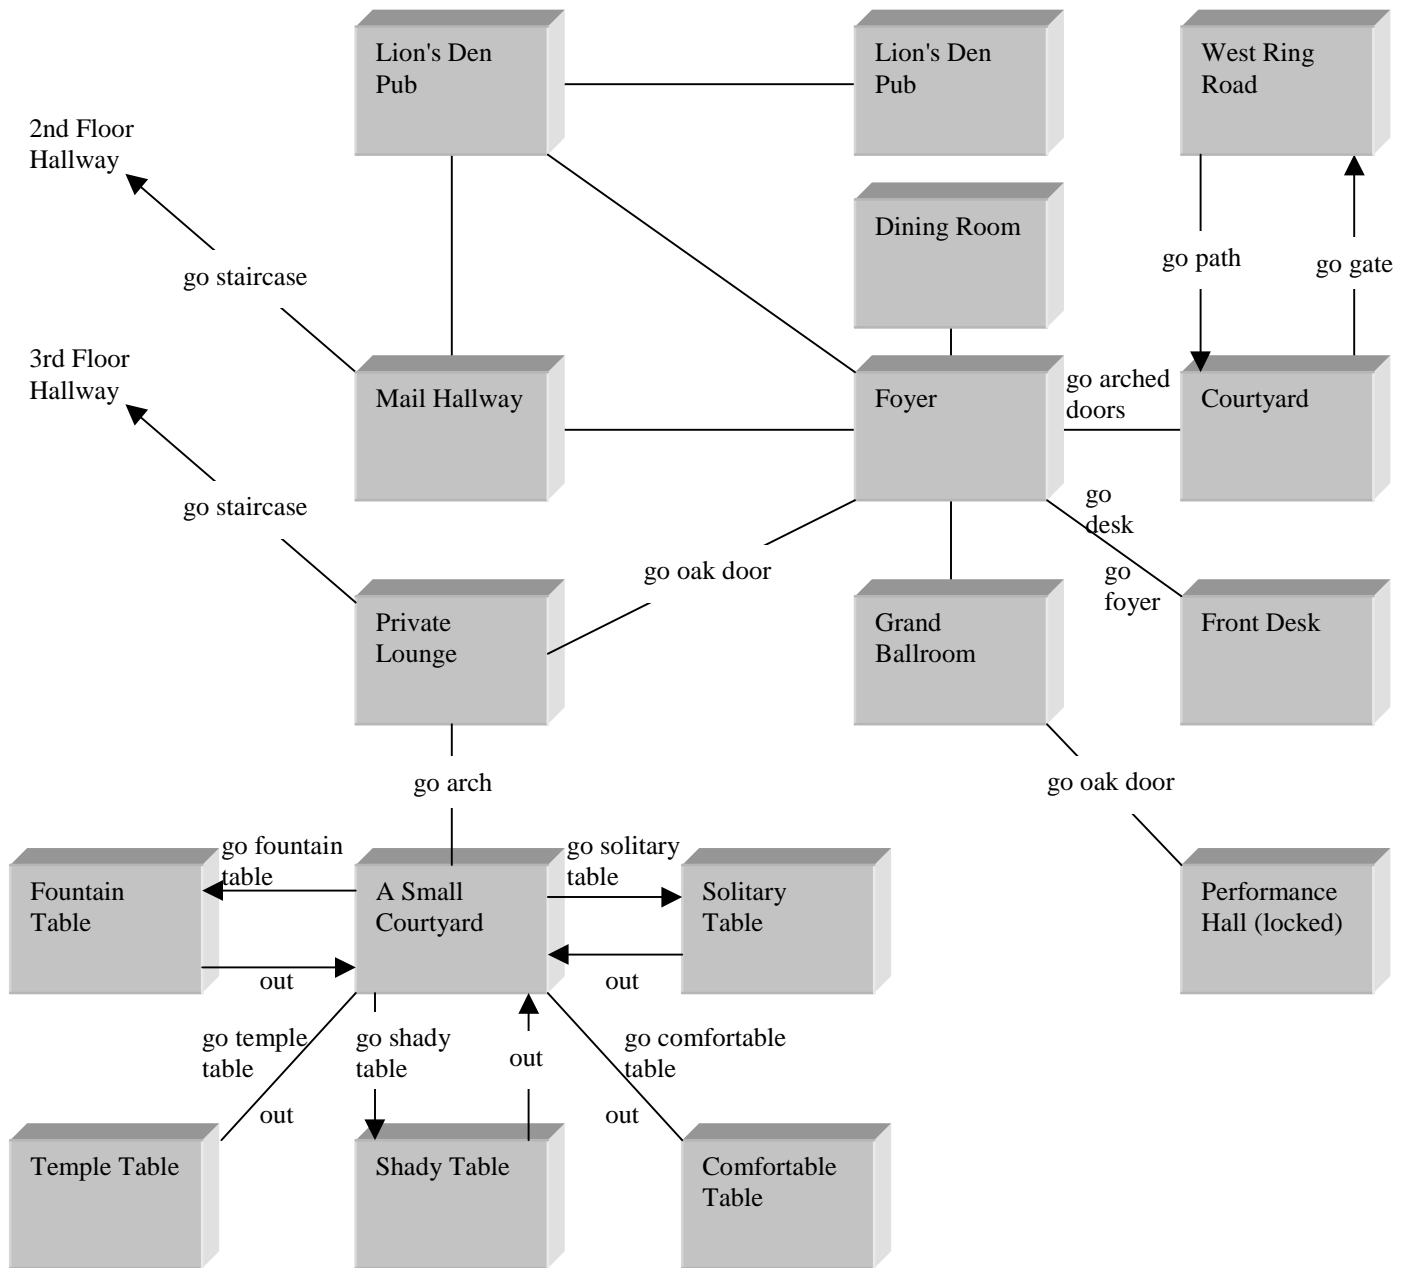 Lion's Den
Pub
Lion's Den
Pub
West Ring
Road
2nd Floor
Hallway
Dining Room
go staircase
go path
go gate
3rd Floor
Hallway
Mail Hallway
Foyer
go arched
doors
Courtyard
go staircase
go
desk
go oak door
go
foyer
Private
Lounge
Grand
Ballroom
Front Desk
go arch
go oak door
go fountain
table
go solitary
table
Fountain
Table
A Small
Courtyard
Solitary
Table
Performance
Hall (locked)
out
out
go temple
table
go shady
table
out
go comfortable
table
out
out
Temple Table
Shady Table
Comfortable
Table